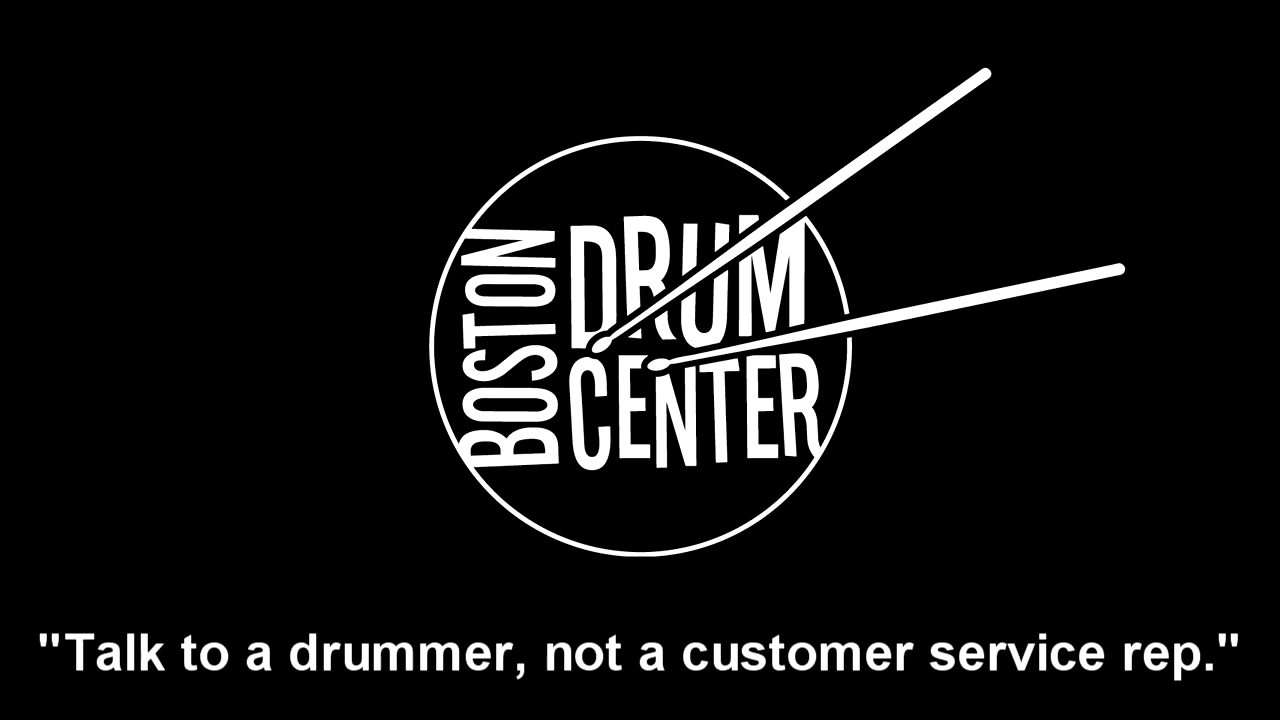 BOSTON
DRUM
CENTER
"Talk to a drummer, not a customer service rep."